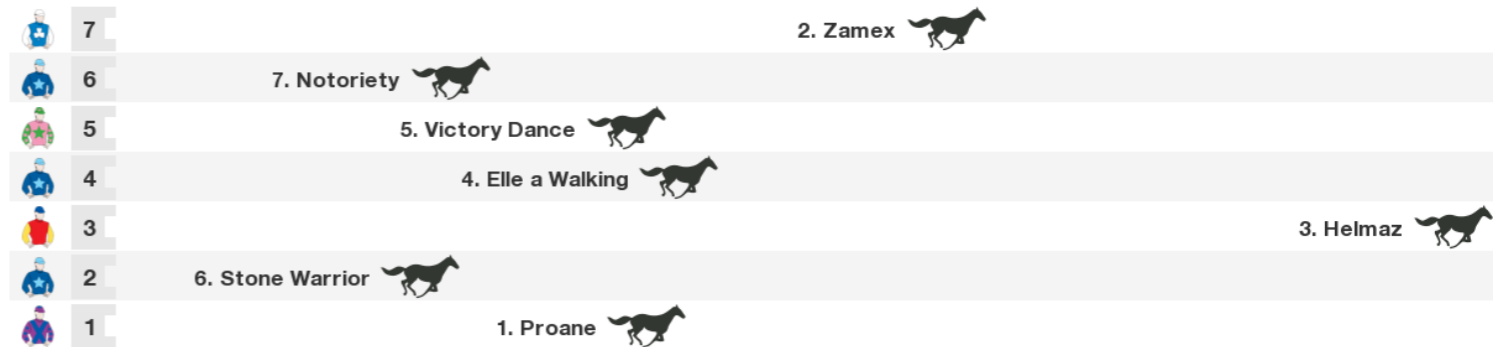 7 2. Zamex
6 7. Notoriety
5 5. Victory Dance
4 4. Elle a Walking
3 3. Helmaz
2 6. Stone Warrior
1 1. Proane